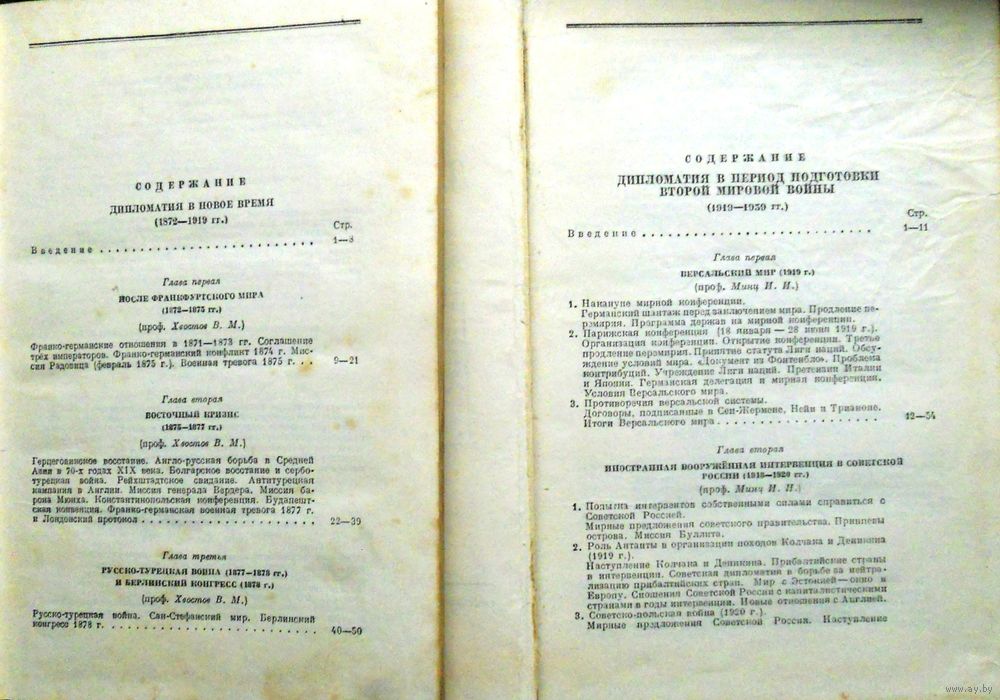 СОДЕРЖАНИЕ
ДИПЛОМАТИЯ В НОВОЕ ВРЕМЯ
(1872—1919 гг.)
Стр.
Введение . . . . . . . . . . . . . . . . . . . . . . . . 1—8
Глава первая
ПОСЛЕ ФРАНКФУРТСКОГО МИРА
(1872—1875 гг.)
(проф. Хвостов В. М.)
Франко-германские отношения в 1871—1873 гг. Соглашение
трёх императоров. Франко-германский конфликт 1874 г. Мис-
сия Радовица (февраль 1875 г.). Военная тревога 1875 г. . . 9—21
Глава вторая
ВОСТОЧНЫЙ КРИЗИС
(1875—1877 гг.)
(проф. Хвостов В. М.)
Герцеговинское восстание. Англо-русская борьба в Средней
Азии в 70-х годах XIX века. Болгарское восстание и сербо-
турецкая война. Рейхштадтское свидание. Антитурецкая
кампания в Англии. Миссия генерала Вердера. Миссия ба-
рона Мюнха. Константинопольская конференция. Будапешт-
ская конвенция. Франко-германская военная тревога 1877 г.
и Лондонский протокол . . . . . . . . . . . . . . . . . . . 22—39
Глава третья
РУССКО-ТУРЕЦКАЯ ВОЙНА (1877—1878 гг.)
И БЕРЛИНСКИЙ КОНГРЕСС (1878 г.)
(проф. Хвостов В. М.)
Русско-турецкая война. Сан-Стефанский мир. Берлинский
конгресс 1878 г. . . . . . . . . . . . . . . . . . . . . . . 40—50
СОДЕРЖАНИЕ
ДИПЛОМАТИЯ В ПЕРИОД ПОДГОТОВКИ
ВТОРОЙ МИРОВОЙ ВОЙНЫ
(1919—1939 гг.)
Стр.
Введение . . . . . . . . . . . . . . . . . . . . . . . . 1—11
Глава первая
ВЕРСАЛЬСКИЙ МИР (1919 г.)
(проф. Минц И. И.)
1. Накануне мирной конференции.
Германский шантаж перед заключением мира. Продление пе-
ремирия. Программа держав на мирной конференции.
2. Парижская конференция (18 января — 28 июня 1919 г.).
Организация конференции. Открытие конференции. Третье
продление перемирия. Принятие статута Лиги наций. Обсу-
ждение условий мира. «Документ из Фонтенбло». Проблема
контрибуций. Учреждение Лиги наций. Претензии Италии
и Японии. Германская делегация и мирная конференция.
Условия Версальского мира.
3. Противоречия версальской системы.
Договоры, подписанные в Сен-Жермене, Нейи и Трианоне.
Итоги Версальского мира . . . . . . . . . . . . . . . . . 12—54
Глава вторая
ИНОСТРАННАЯ ВООРУЖЁННАЯ ИНТЕРВЕНЦИЯ В СОВЕТСКОЙ
РОССИИ (1918—1920 гг.)
(проф. Минц И. И.)
1. Попытка интервентов собственными силами справиться с
Советской Россией.
Мирные предложения советского правительства. Принцевы
острова. Миссия Буллита.
2. Роль Антанты в организации походов Колчака и Деникина
(1919 г.).
Наступление Колчака и Деникина. Прибалтийские страны
в интервенции. Советская дипломатия в борьбе за нейтра-
лизацию прибалтийских стран. Мир с Эстонией — окно в
Европу. Сношения Советской России с капиталистическими
странами в годы интервенции. Новые отношения с Англией.
3. Советско-польская война (1920 г.).
Мирные предложения Советской России. Наступление
www.ay.by